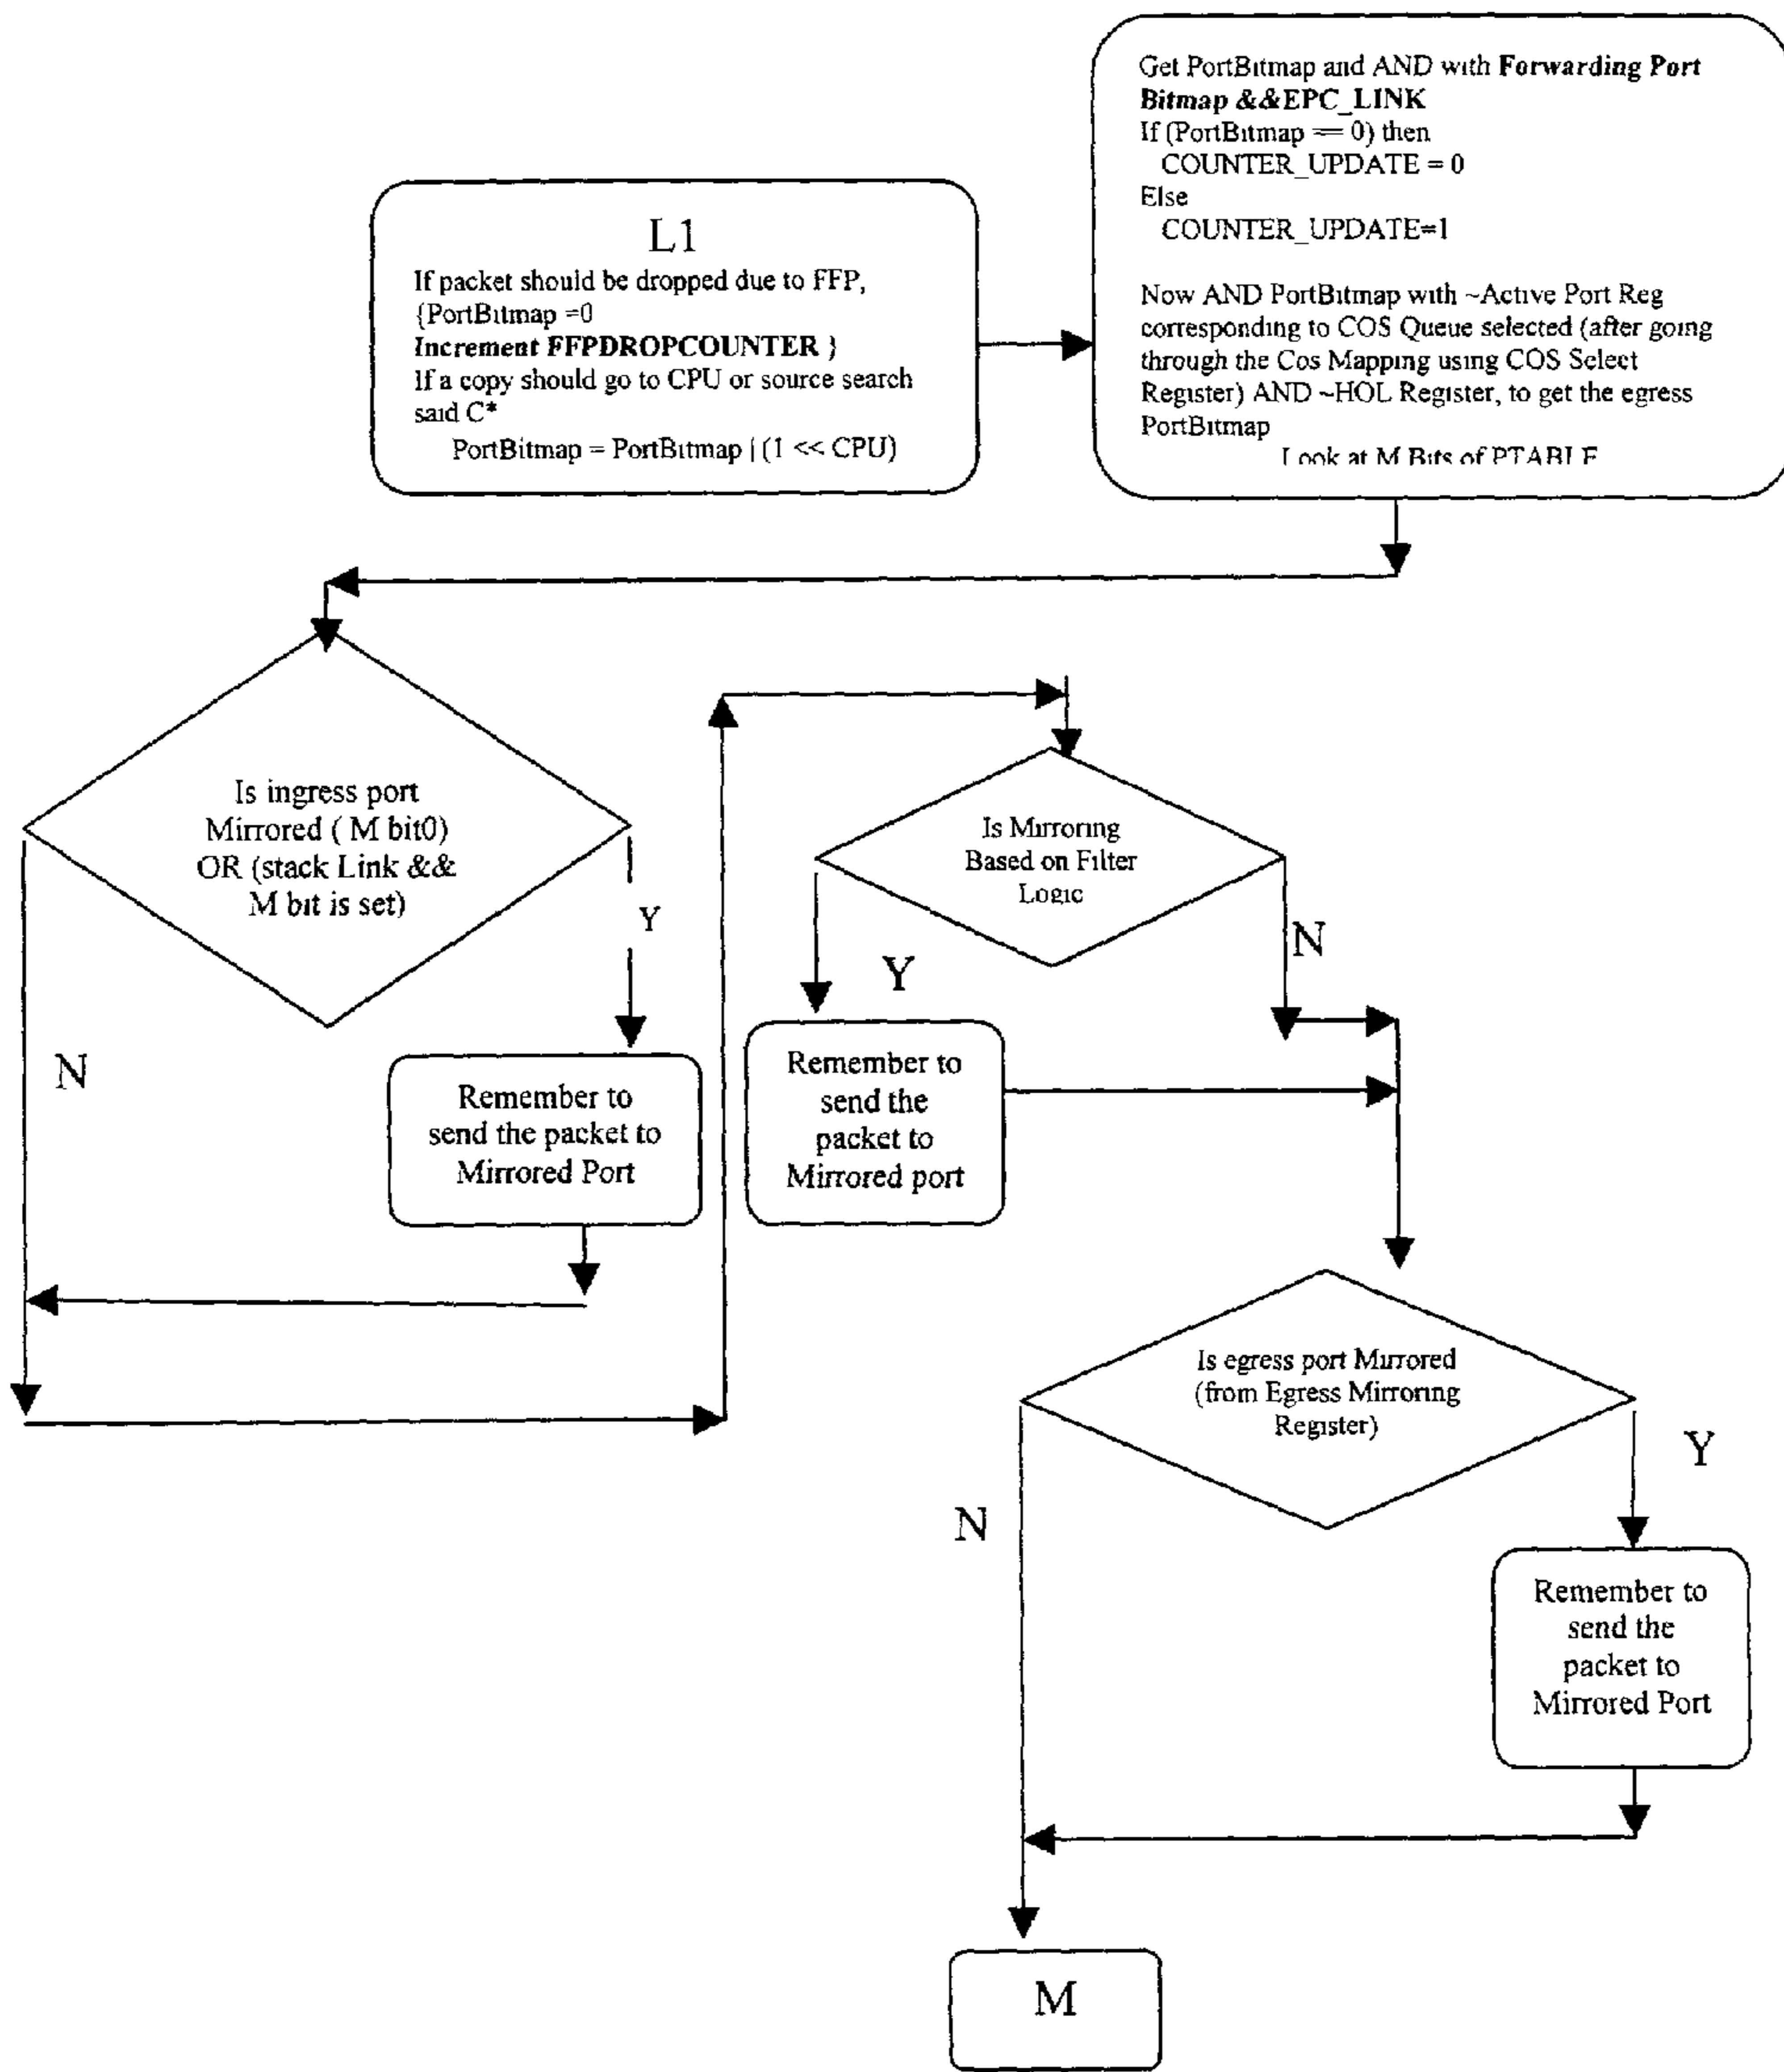 L1
If packet should be dropped due to FFP,
{PortBitmap =0
Increment FFPDROPCOUNTER }
If a copy should go to CPU or source search
said C*
PortBitmap = PortBitmap | (1 << CPU)
Get PortBitmap and AND with Forwarding Port
Bitmap &&EPC_LINK
If (PortBitmap == 0) then
COUNTER_UPDATE = 0
Else
COUNTER_UPDATE=1
Now AND PortBitmap with ~Active Port Reg
corresponding to COS Queue selected (after going
through the Cos Mapping using COS Select
Register) AND ~HOL Register, to get the egress
PortBitmap
Look at M Bits of PTABLE
Is ingress port
Mirrored ( M bit0)
OR (stack Link &&
M bit is set)
Y
N
Remember to
send the packet to
Mirrored Port
Is Mirroring
Based on Filter
Logic
Y
N
Remember to
send the
packet to
Mirrored port
Is egress port Mirrored
(from Egress Mirroring
Register)
Y
N
Remember to
send the
packet to
Mirrored Port
M